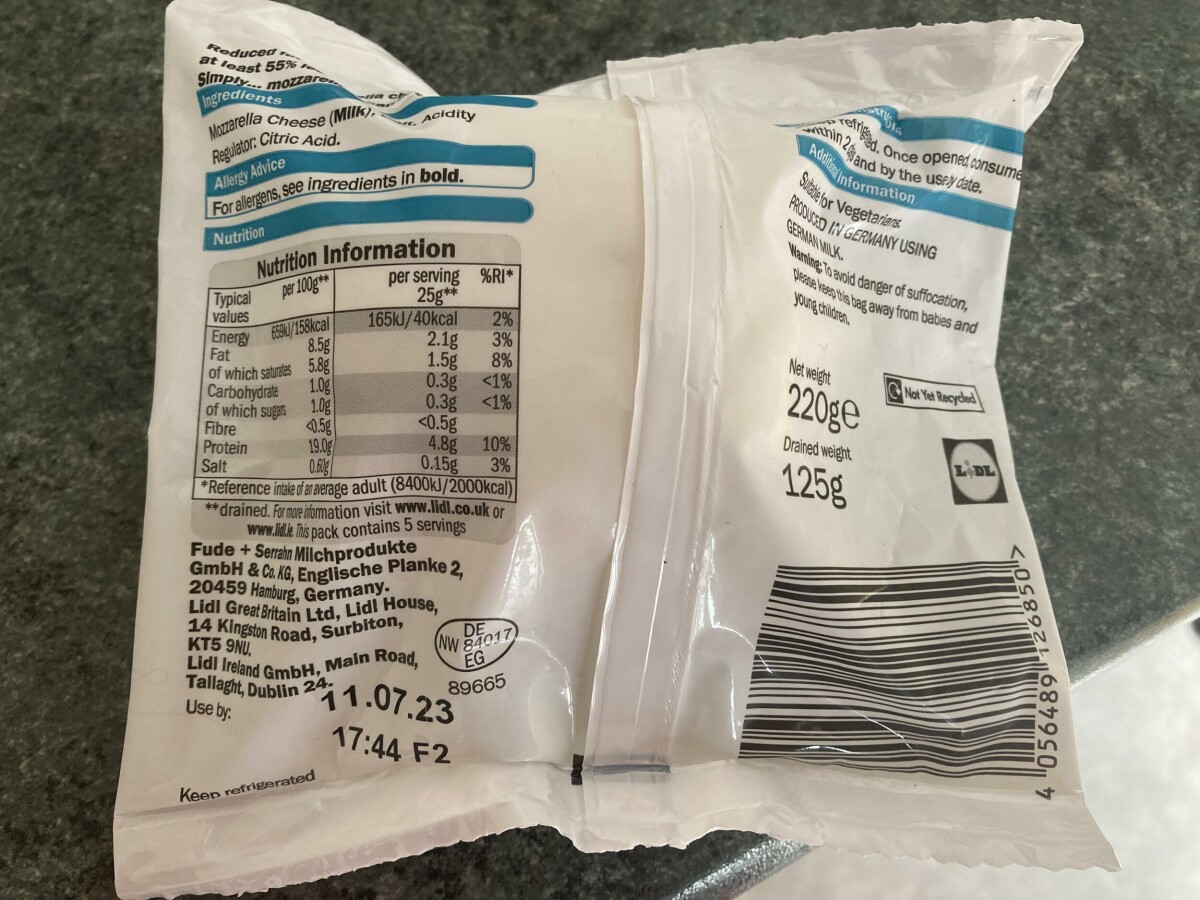 Reduced
at least 55%
Simply... mozzare
Ingredients
Mozzarella Cheese (Milk), Acidity
Regulator: Citric Acid.
Allergy Advice
For allergens, see ingredients in bold.
Nutrition
Nutrition Information
Typical values per 100g** per serving 25g** %RI*
Energy 659kJ/158kcal 165kJ/40kcal 2%
Fat 8.5g 2.1g 3%
of which saturates 5.8g 1.5g 8%
Carbohydrate 1.0g 0.3g <1%
of which sugars 1.0g 0.3g <1%
Fibre <0.5g <0.5g
Protein 19.0g 4.8g 10%
Salt 0.60g 0.15g 3%
*Reference intake of an average adult (8400kJ/2000kcal)
**drained. For more information visit www.lidl.co.uk or
www.lidl.ie. This pack contains 5 servings
Fude + Serrahn Milchprodukte
GmbH & Co. KG, Englische Planke 2,
20459 Hamburg, Germany.
Lidl Great Britain Ltd, Lidl House,
14 Kingston Road, Surbiton,
KT5 9NU.
Lidl Ireland GmbH, Main Road,
Tallaght, Dublin 24.
DE
NW 84017
EG
89665
Use by: 11.07.23
17:44 F2
Keep refrigerated
refrigerated. Once opened, consume
within 2 and by the use by date.
Additional Information
Suitable for Vegetarians.
PRODUCED IN GERMANY USING
GERMAN MILK.
Warning: To avoid danger of suffocation,
please keep this bag away from babies and
young children.
Net weight
220g℮
Drained weight
125g
Not Yet Recycled
LIDL
4 056489 126850 >